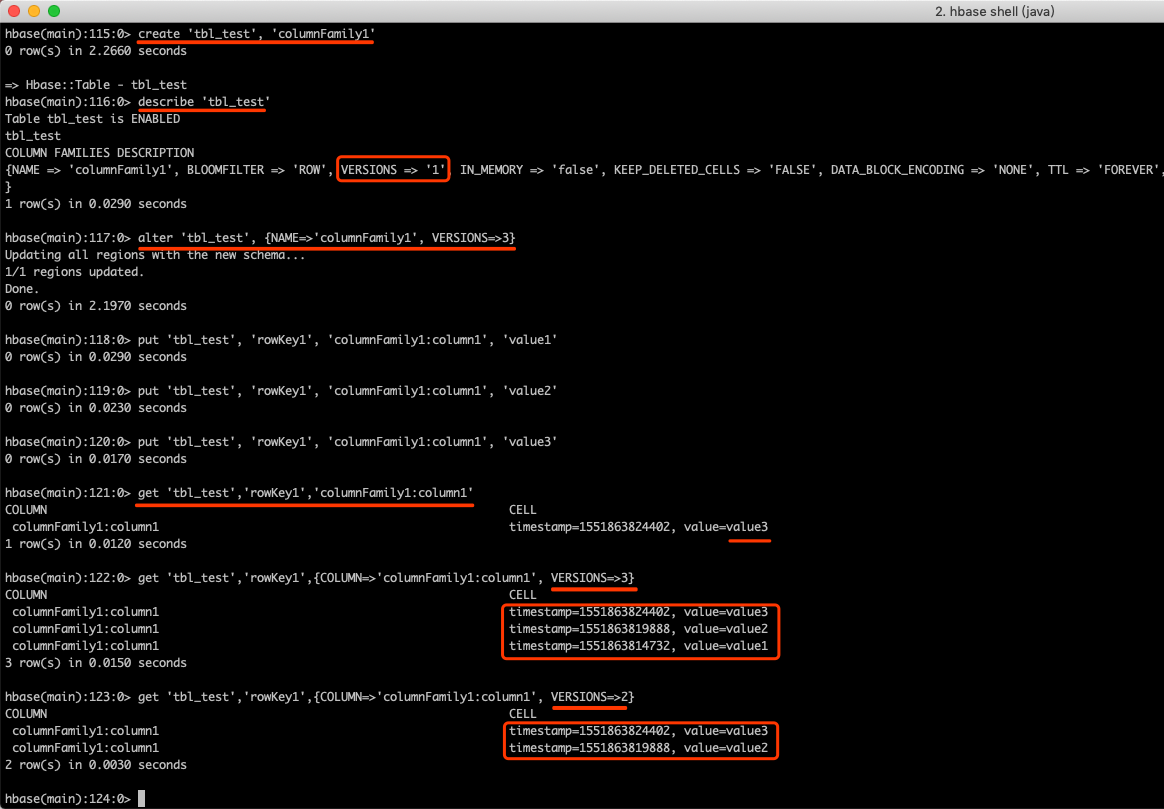 2. hbase shell (java)
hbase(main):115:0> create 'tbl_test', 'columnFamily1'
0 row(s) in 2.2660 seconds
=> Hbase::Table - tbl_test
hbase(main):116:0> describe 'tbl_test'
Table tbl_test is ENABLED
tbl_test
COLUMN FAMILIES DESCRIPTION
{NAME => 'columnFamily1', BLOOMFILTER => 'ROW', VERSIONS => '1', IN_MEMORY => 'false', KEEP_DELETED_CELLS => 'FALSE', DATA_BLOCK_ENCODING => 'NONE', TTL => 'FOREVER',
}
1 row(s) in 0.0290 seconds
hbase(main):117:0> alter 'tbl_test', {NAME=>'columnFamily1', VERSIONS=>3}
Updating all regions with the new schema...
1/1 regions updated.
Done.
0 row(s) in 2.1970 seconds
hbase(main):118:0> put 'tbl_test', 'rowKey1', 'columnFamily1:column1', 'value1'
0 row(s) in 0.0290 seconds
hbase(main):119:0> put 'tbl_test', 'rowKey1', 'columnFamily1:column1', 'value2'
0 row(s) in 0.0230 seconds
hbase(main):120:0> put 'tbl_test', 'rowKey1', 'columnFamily1:column1', 'value3'
0 row(s) in 0.0170 seconds
hbase(main):121:0> get 'tbl_test','rowKey1','columnFamily1:column1'
COLUMN CELL
columnFamily1:column1 timestamp=1551863824402, value=value3
1 row(s) in 0.0120 seconds
hbase(main):122:0> get 'tbl_test','rowKey1',{COLUMN=>'columnFamily1:column1', VERSIONS=>3}
COLUMN CELL
columnFamily1:column1 timestamp=1551863824402, value=value3
columnFamily1:column1 timestamp=1551863819888, value=value2
columnFamily1:column1 timestamp=1551863814732, value=value1
3 row(s) in 0.0150 seconds
hbase(main):123:0> get 'tbl_test','rowKey1',{COLUMN=>'columnFamily1:column1', VERSIONS=>2}
COLUMN CELL
columnFamily1:column1 timestamp=1551863824402, value=value3
columnFamily1:column1 timestamp=1551863819888, value=value2
2 row(s) in 0.0030 seconds
hbase(main):124:0>